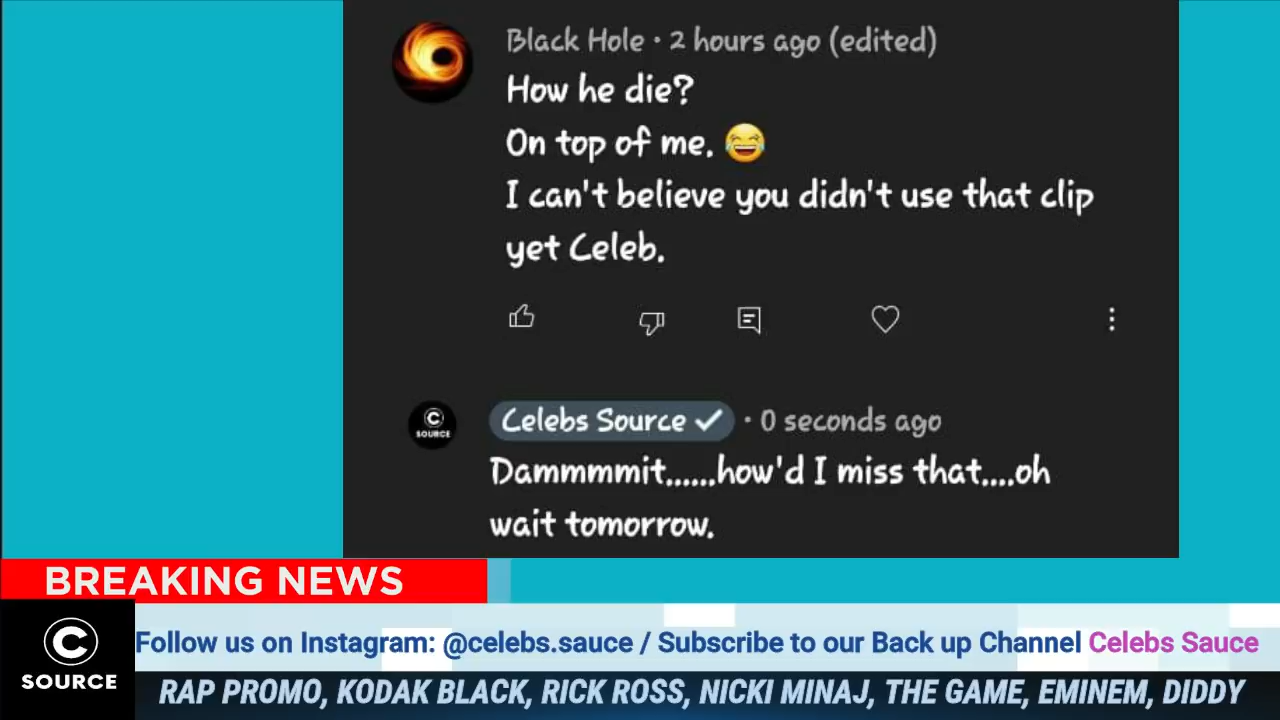 Black Hole · 2 hours ago (edited)
How he die?
On top of me. 😂
I can't believe you didn't use that clip
yet Celeb.
C
SOURCE
Celebs Source ✓ · 0 seconds ago
Dammmmit......how'd I miss that....oh
wait tomorrow.
BREAKING NEWS
C
SOURCE
Follow us on Instagram: @celebs.sauce / Subscribe to our Back up Channel Celebs Sauce
RAP PROMO, KODAK BLACK, RICK ROSS, NICKI MINAJ, THE GAME, EMINEM, DIDDY